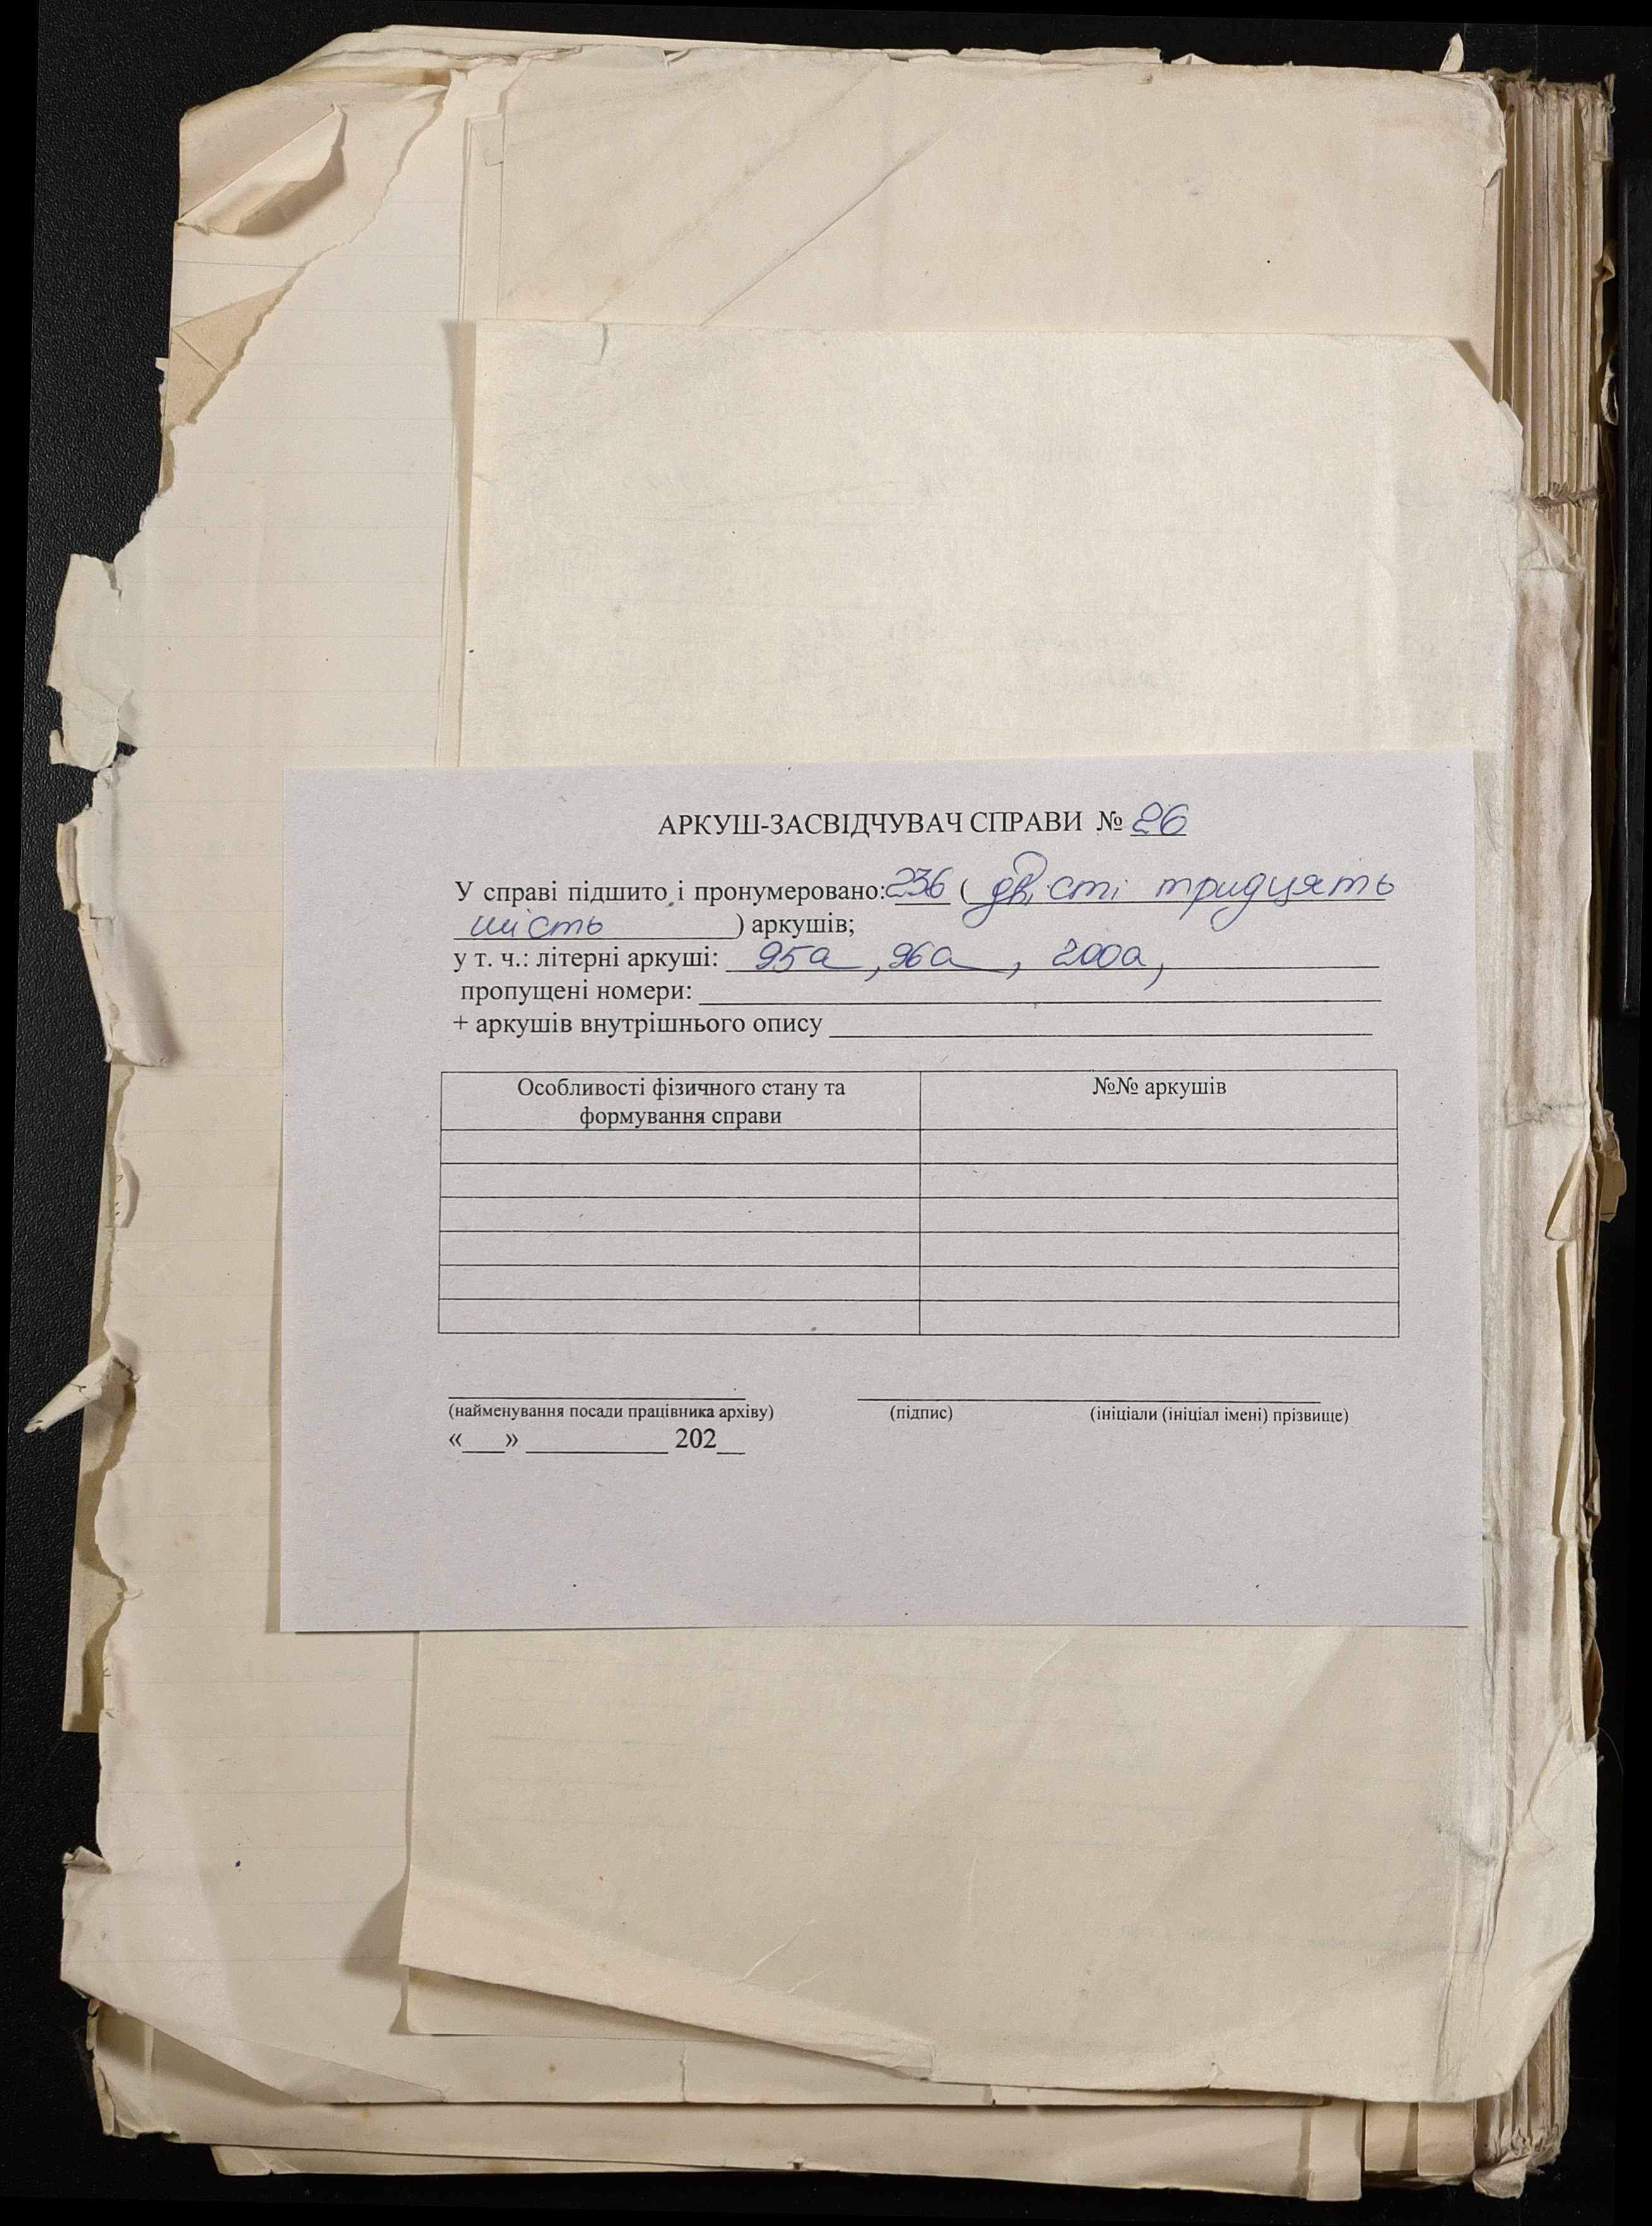 АРКУШ-ЗАСВІДЧУВАЧ СПРАВИ № 26
У справі підшито і пронумеровано: 236 ( двісті тридцять
шість ) аркушів;
у т. ч.: літерні аркуші: 95а, 96а, 200а,
пропущені номери:
+ аркушів внутрішнього опису
Особливості фізичного стану та
формування справи
№№ аркушів
(найменування посади працівника архіву) (підпис) (ініціали (ініціал імені) прізвище)
«___» __________ 202__